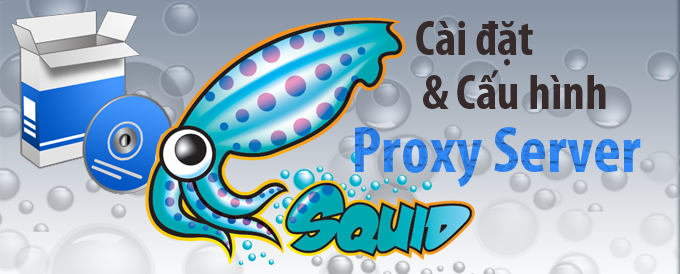 Cài đặt
& Cấu hình
Proxy Server
SQUID